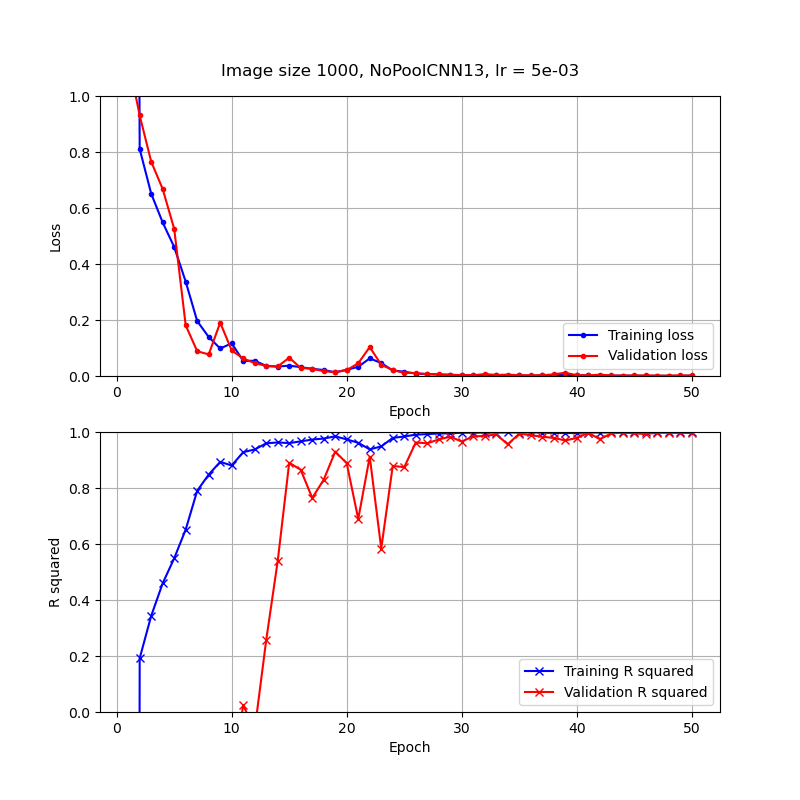 Image size 1000, NoPoolCNN13, lr = 5e-03
1.0
0.8
0.6
0.4
0.2
0.0
Loss
Training loss
Validation loss
0 10 20 30 40 50
Epoch
1.0
0.8
0.6
0.4
0.2
0.0
R squared
Training R squared
Validation R squared
0 10 20 30 40 50
Epoch